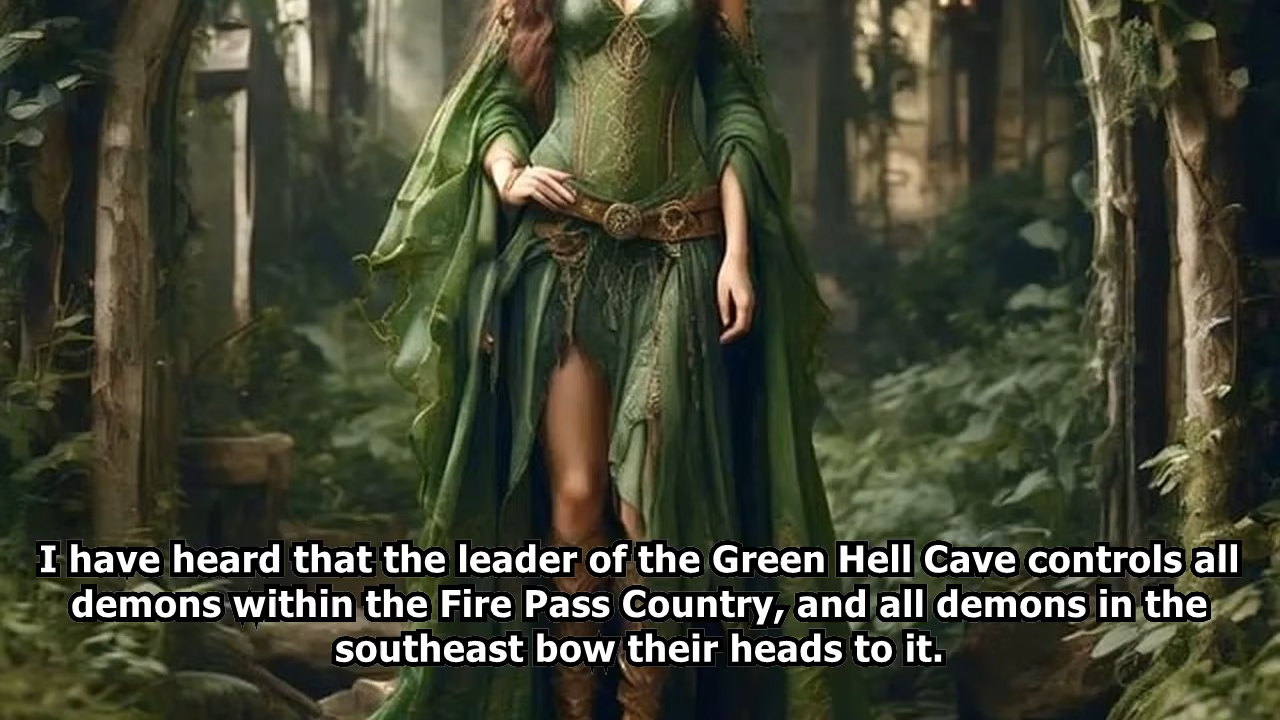 I have heard that the leader of the Green Hell Cave controls all
demons within the Fire Pass Country, and all demons in the
southeast bow their heads to it.